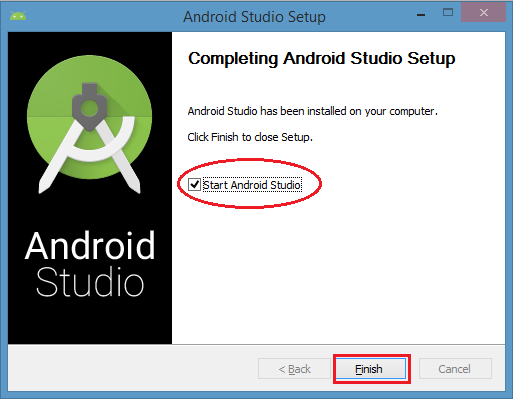 Android Studio Setup
Completing Android Studio Setup
Android Studio has been installed on your computer.
Click Finish to close Setup.
Start Android Studio
Android
Studio
< Back
Finish
Cancel